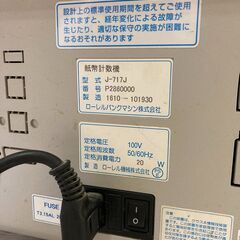 設計上の標準使用期間を超えてご使
用されますと、経年変化による故障が
生じたり、適切な保守の実施が困難に
なるおそれがあります。
紙幣計数機
型式 J-717J
番号 P2860000
製造 1810-101930
ローレルバンクマシン株式会社
定格電圧 100V
定格周波数 50/60Hz
定格消費電力 20 W
製造 ローレル機械株式会社
FUSE
T3.15AL